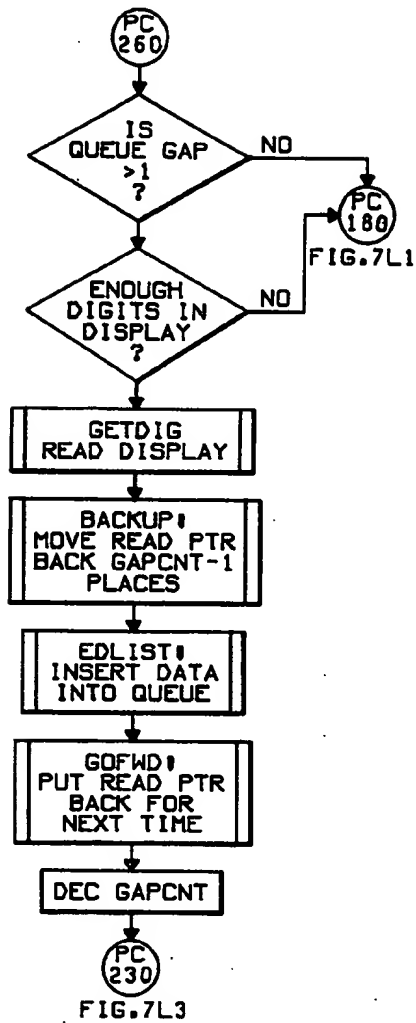 PC
260
IS
QUEUE GAP
>1
?
NO
PC
180
FIG.7L1
ENOUGH
DIGITS IN
DISPLAY
?
NO
GETDIG
READ DISPLAY
BACKUP:
MOVE READ PTR
BACK GAPCNT-1
PLACES
EDLIST:
INSERT DATA
INTO QUEUE
GOFWD:
PUT READ PTR
BACK FOR
NEXT TIME
DEC GAPCNT
PC
230
FIG.7L3